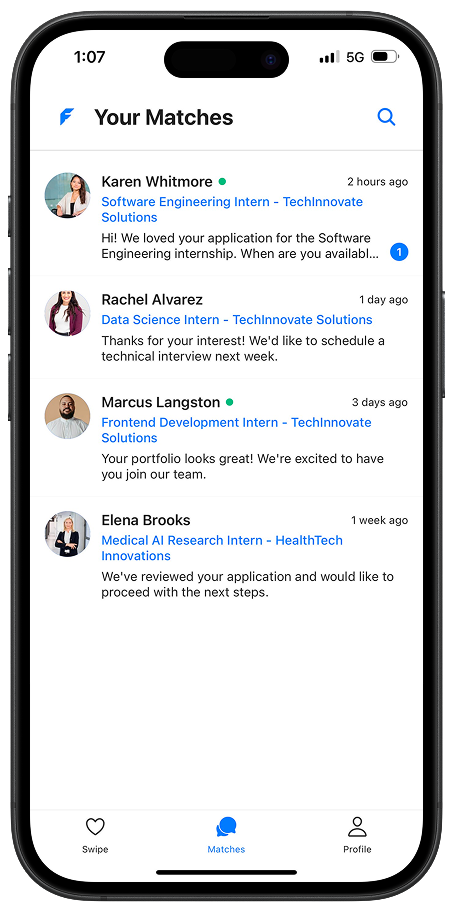 1:07
5G
Your Matches
Karen Whitmore
2 hours ago
Software Engineering Intern - TechInnovate
Solutions
Hi! We loved your application for the Software
Engineering internship. When are you availabl...
1
Rachel Alvarez
1 day ago
Data Science Intern - TechInnovate Solutions
Thanks for your interest! We'd like to schedule a
technical interview next week.
Marcus Langston
3 days ago
Frontend Development Intern - TechInnovate
Solutions
Your portfolio looks great! We're excited to have
you join our team.
Elena Brooks
1 week ago
Medical AI Research Intern - HealthTech
Innovations
We've reviewed your application and would like to
proceed with the next steps.
Swipe
Matches
Profile